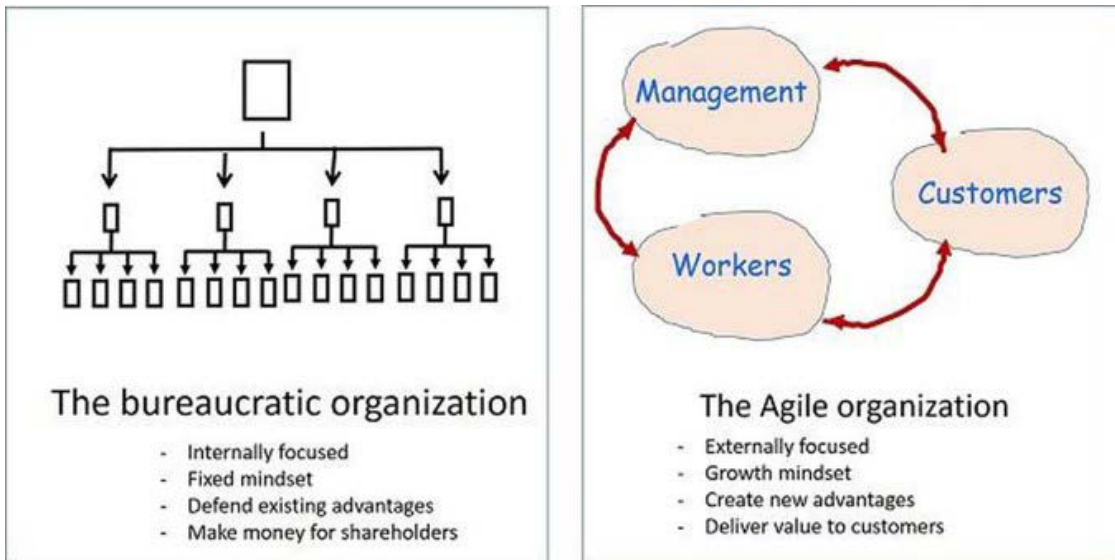 The bureaucratic organization
- Internally focused
- Fixed mindset
- Defend existing advantages
- Make money for shareholders
Management
Customers
Workers
The Agile organization
- Externally focused
- Growth mindset
- Create new advantages
- Deliver value to customers